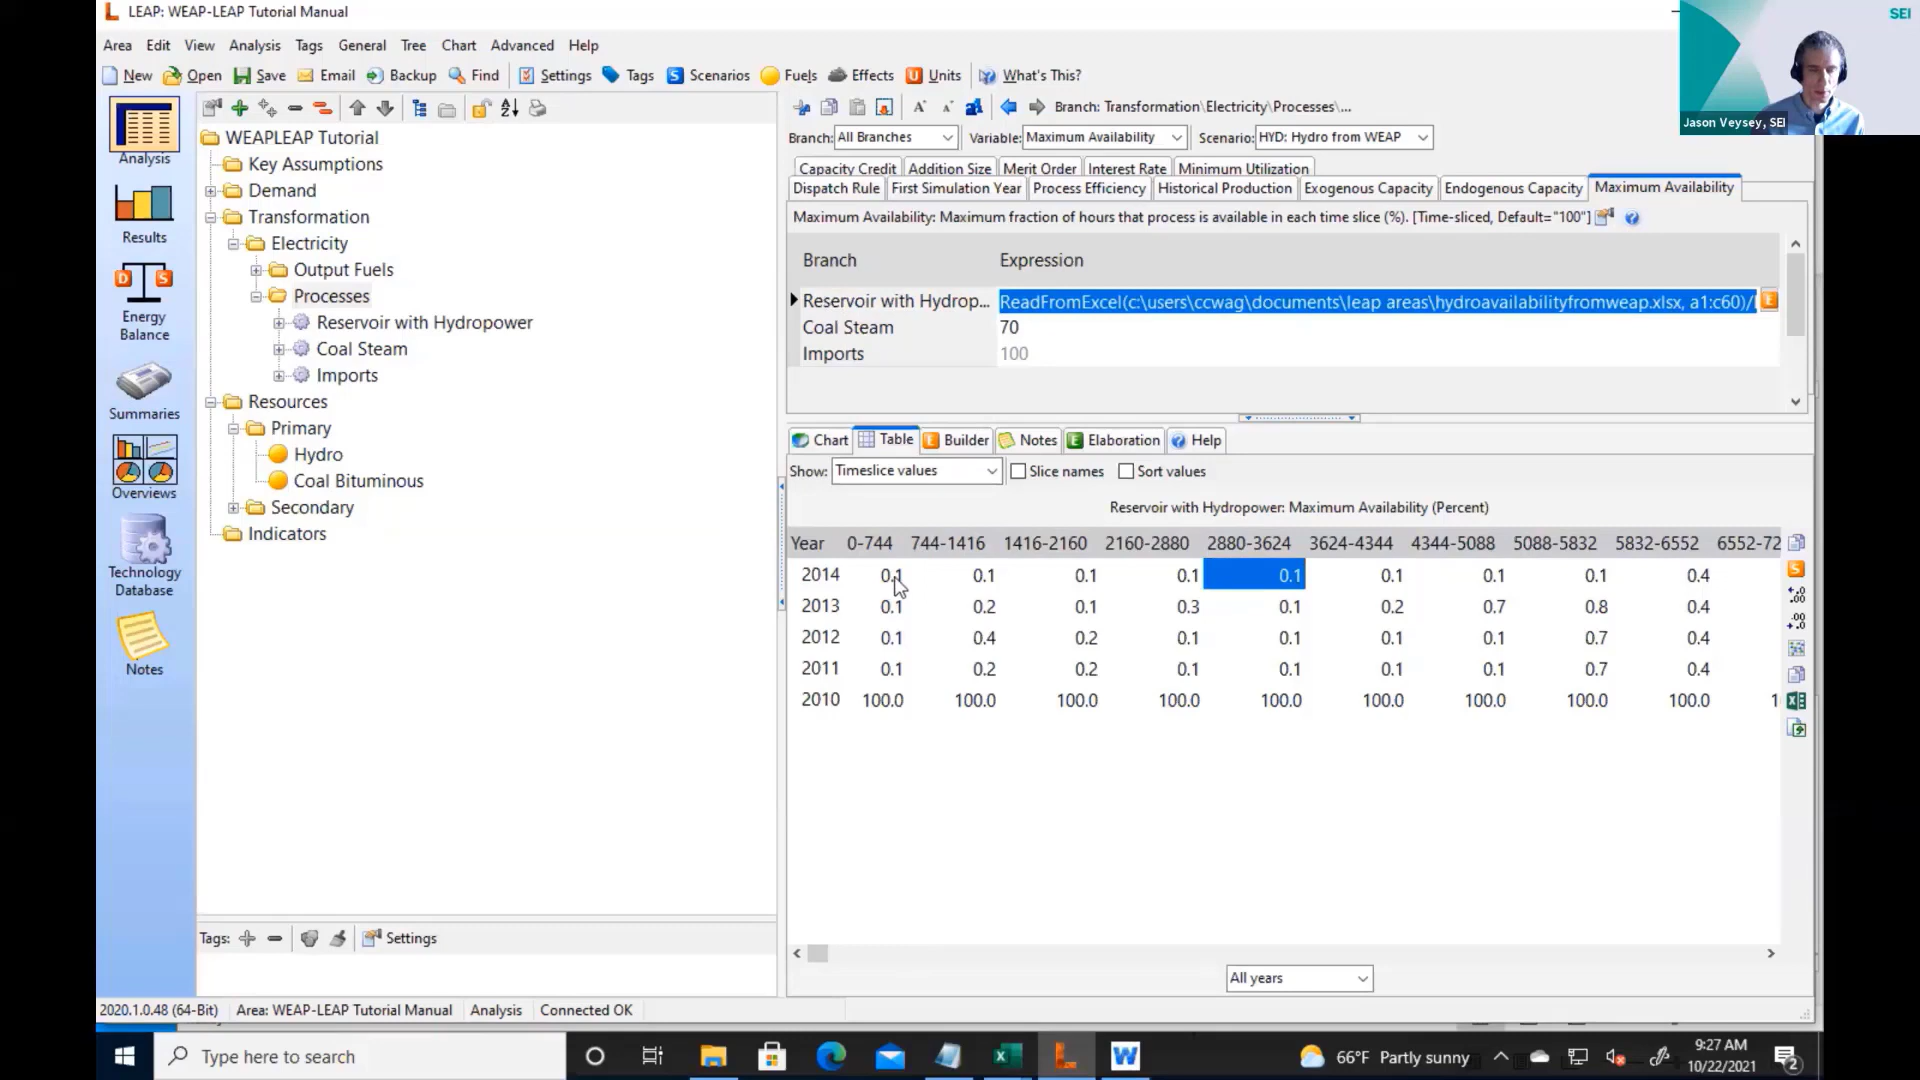 LEAP: WEAP-LEAP Tutorial Manual
SEI
Jason Veysey, SEI
Area Edit View Analysis Tags General Tree Chart Advanced Help
New Open Save Email Backup Find Settings Tags Scenarios Fuels Effects Units What's This?
Analysis
Results
Energy
Balance
Summaries
Overviews
Technology
Database
Notes
WEAPLEAP Tutorial
Key Assumptions
Demand
Transformation
Electricity
Output Fuels
Processes
Reservoir with Hydropower
Coal Steam
Imports
Resources
Primary
Hydro
Coal Bituminous
Secondary
Indicators
Tags: Settings
Branch: Transformation\Electricity\Processes\...
Branch: All Branches Variable: Maximum Availability Scenario: HYD: Hydro from WEAP
Capacity Credit Addition Size Merit Order Interest Rate Minimum Utilization
Dispatch Rule First Simulation Year Process Efficiency Historical Production Exogenous Capacity Endogenous Capacity Maximum Availability
Maximum Availability: Maximum fraction of hours that process is available in each time slice (%). [Time-sliced, Default="100"]
Branch Expression
Reservoir with Hydrop... ReadFromExcel(c:\users\ccwag\documents\leap areas\hydroavailabilityfromweap.xlsx, a1:c60)/
Coal Steam 70
Imports 100
Chart Table Builder Notes Elaboration Help
Show: Timeslice values Slice names Sort values
Reservoir with Hydropower: Maximum Availability (Percent)
Year 0-744 744-1416 1416-2160 2160-2880 2880-3624 3624-4344 4344-5088 5088-5832 5832-6552 6552-72
2014 0.1 0.1 0.1 0.1 0.1 0.1 0.1 0.1 0.4
2013 0.1 0.2 0.1 0.3 0.1 0.2 0.7 0.8 0.4
2012 0.1 0.4 0.2 0.1 0.1 0.1 0.1 0.7 0.4
2011 0.1 0.2 0.2 0.1 0.1 0.1 0.1 0.7 0.4
2010 100.0 100.0 100.0 100.0 100.0 100.0 100.0 100.0 100.0 1
All years
2020.1.0.48 (64-Bit) Area: WEAP-LEAP Tutorial Manual Analysis Connected OK
Type here to search
66°F Partly sunny
9:27 AM
10/22/2021
2